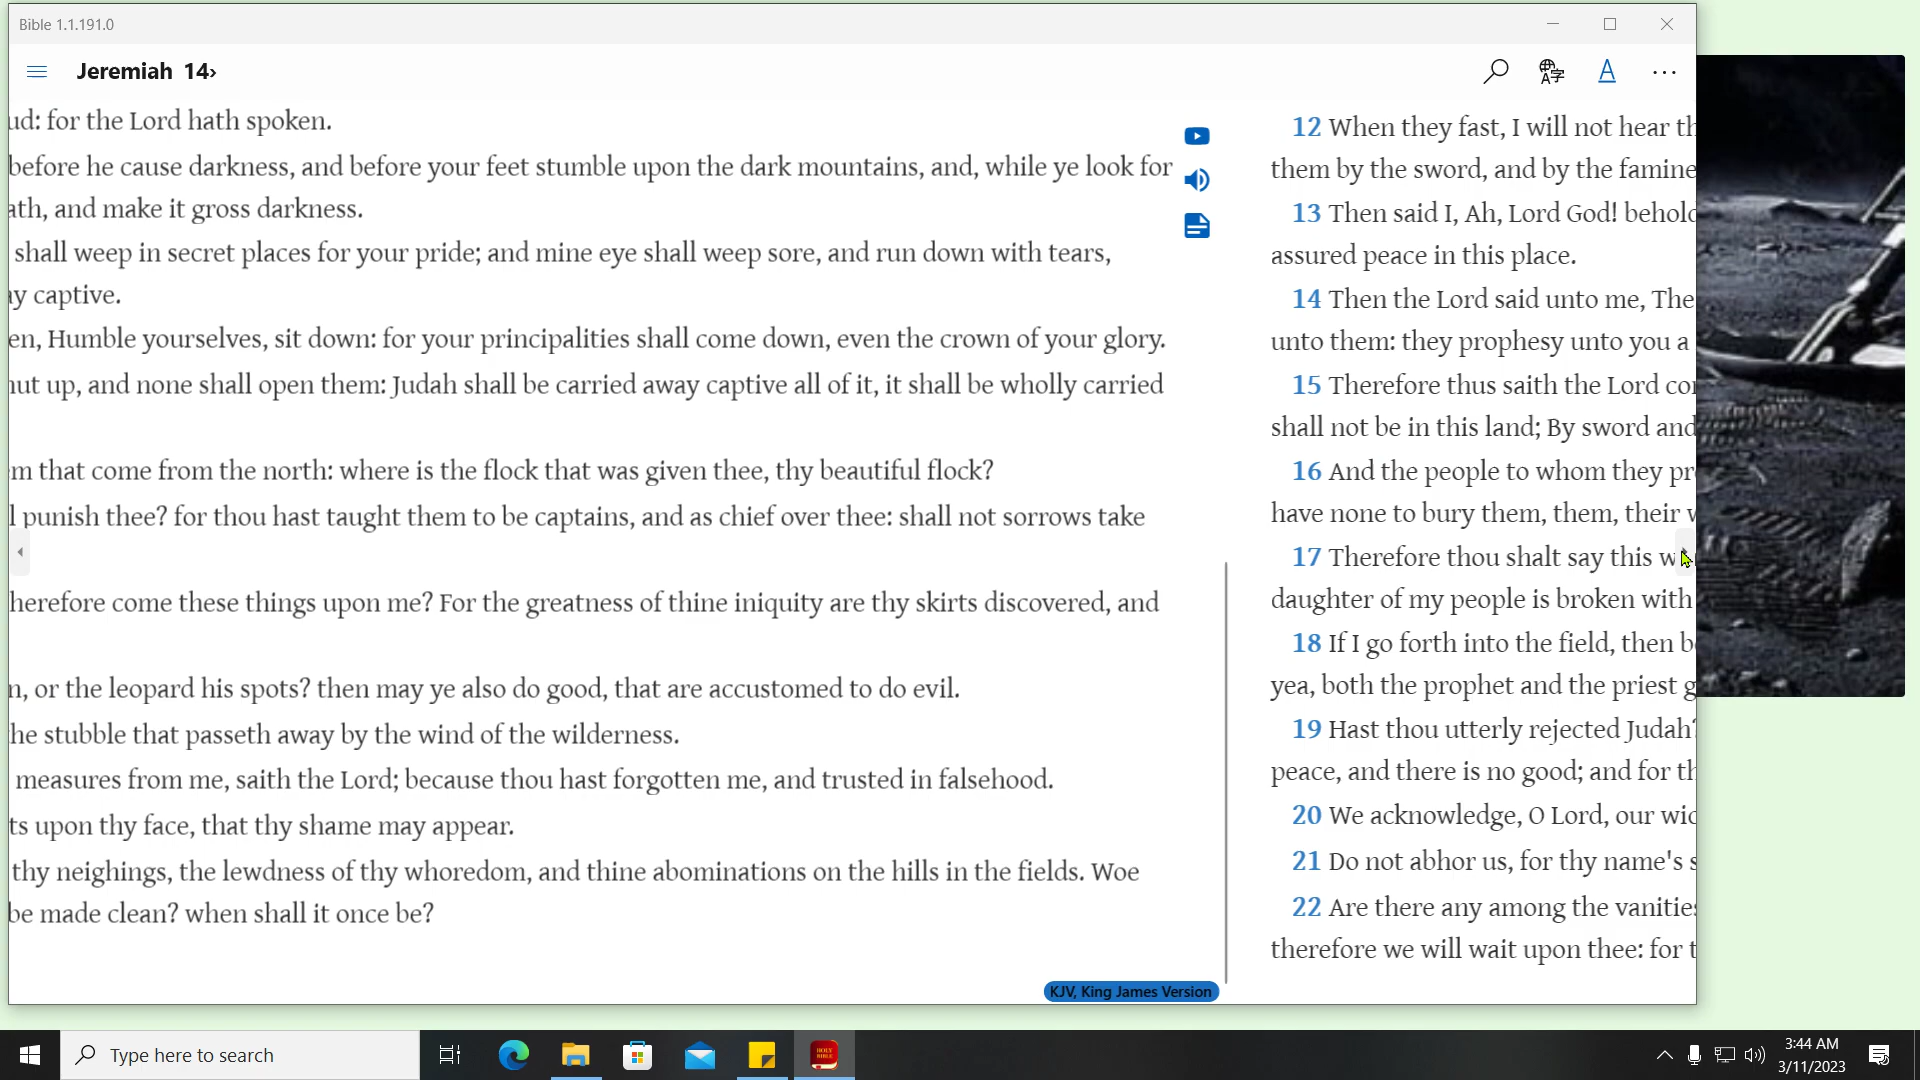 Bible 1.1.191.0
Jeremiah 14›
ud: for the Lord hath spoken.
before he cause darkness, and before your feet stumble upon the dark mountains, and, while ye look for
ath, and make it gross darkness.
shall weep in secret places for your pride; and mine eye shall weep sore, and run down with tears,
ay captive.
en, Humble yourselves, sit down: for your principalities shall come down, even the crown of your glory.
hut up, and none shall open them: Judah shall be carried away captive all of it, it shall be wholly carried
m that come from the north: where is the flock that was given thee, thy beautiful flock?
l punish thee? for thou hast taught them to be captains, and as chief over thee: shall not sorrows take
herefore come these things upon me? For the greatness of thine iniquity are thy skirts discovered, and
n, or the leopard his spots? then may ye also do good, that are accustomed to do evil.
he stubble that passeth away by the wind of the wilderness.
measures from me, saith the Lord; because thou hast forgotten me, and trusted in falsehood.
ts upon thy face, that thy shame may appear.
thy neighings, the lewdness of thy whoredom, and thine abominations on the hills in the fields. Woe
be made clean? when shall it once be?
12 When they fast, I will not hear th
them by the sword, and by the famine
13 Then said I, Ah, Lord God! behold
assured peace in this place.
14 Then the Lord said unto me, The
unto them: they prophesy unto you a
15 Therefore thus saith the Lord con
shall not be in this land; By sword and
16 And the people to whom they pr
have none to bury them, them, their w
17 Therefore thou shalt say this w
daughter of my people is broken with
18 If I go forth into the field, then b
yea, both the prophet and the priest g
19 Hast thou utterly rejected Judah?
peace, and there is no good; and for th
20 We acknowledge, O Lord, our wic
21 Do not abhor us, for thy name's s
22 Are there any among the vanities
therefore we will wait upon thee: for t
KJV, King James Version
Type here to search
HOLY BIBLE
3:44 AM
3/11/2023